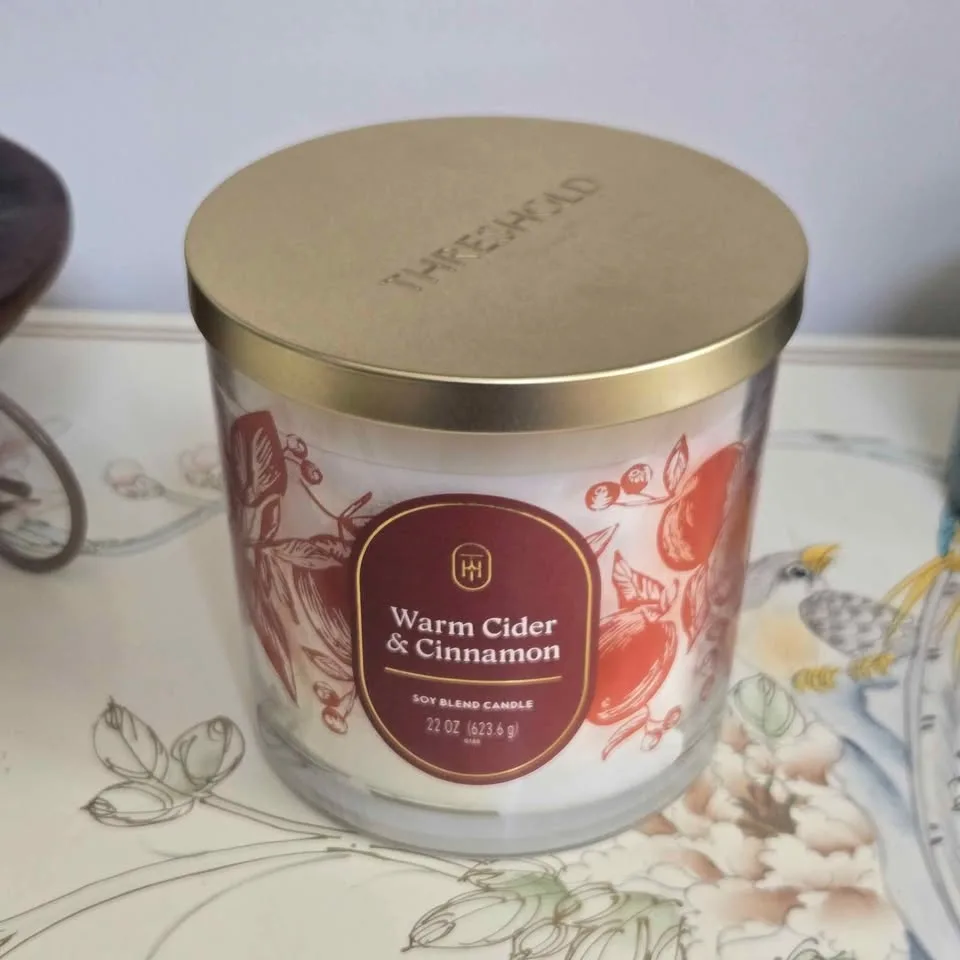 THRESHOLD
Warm Cider
& Cinnamon
SOY BLEND CANDLE
22 OZ (623.6 g)